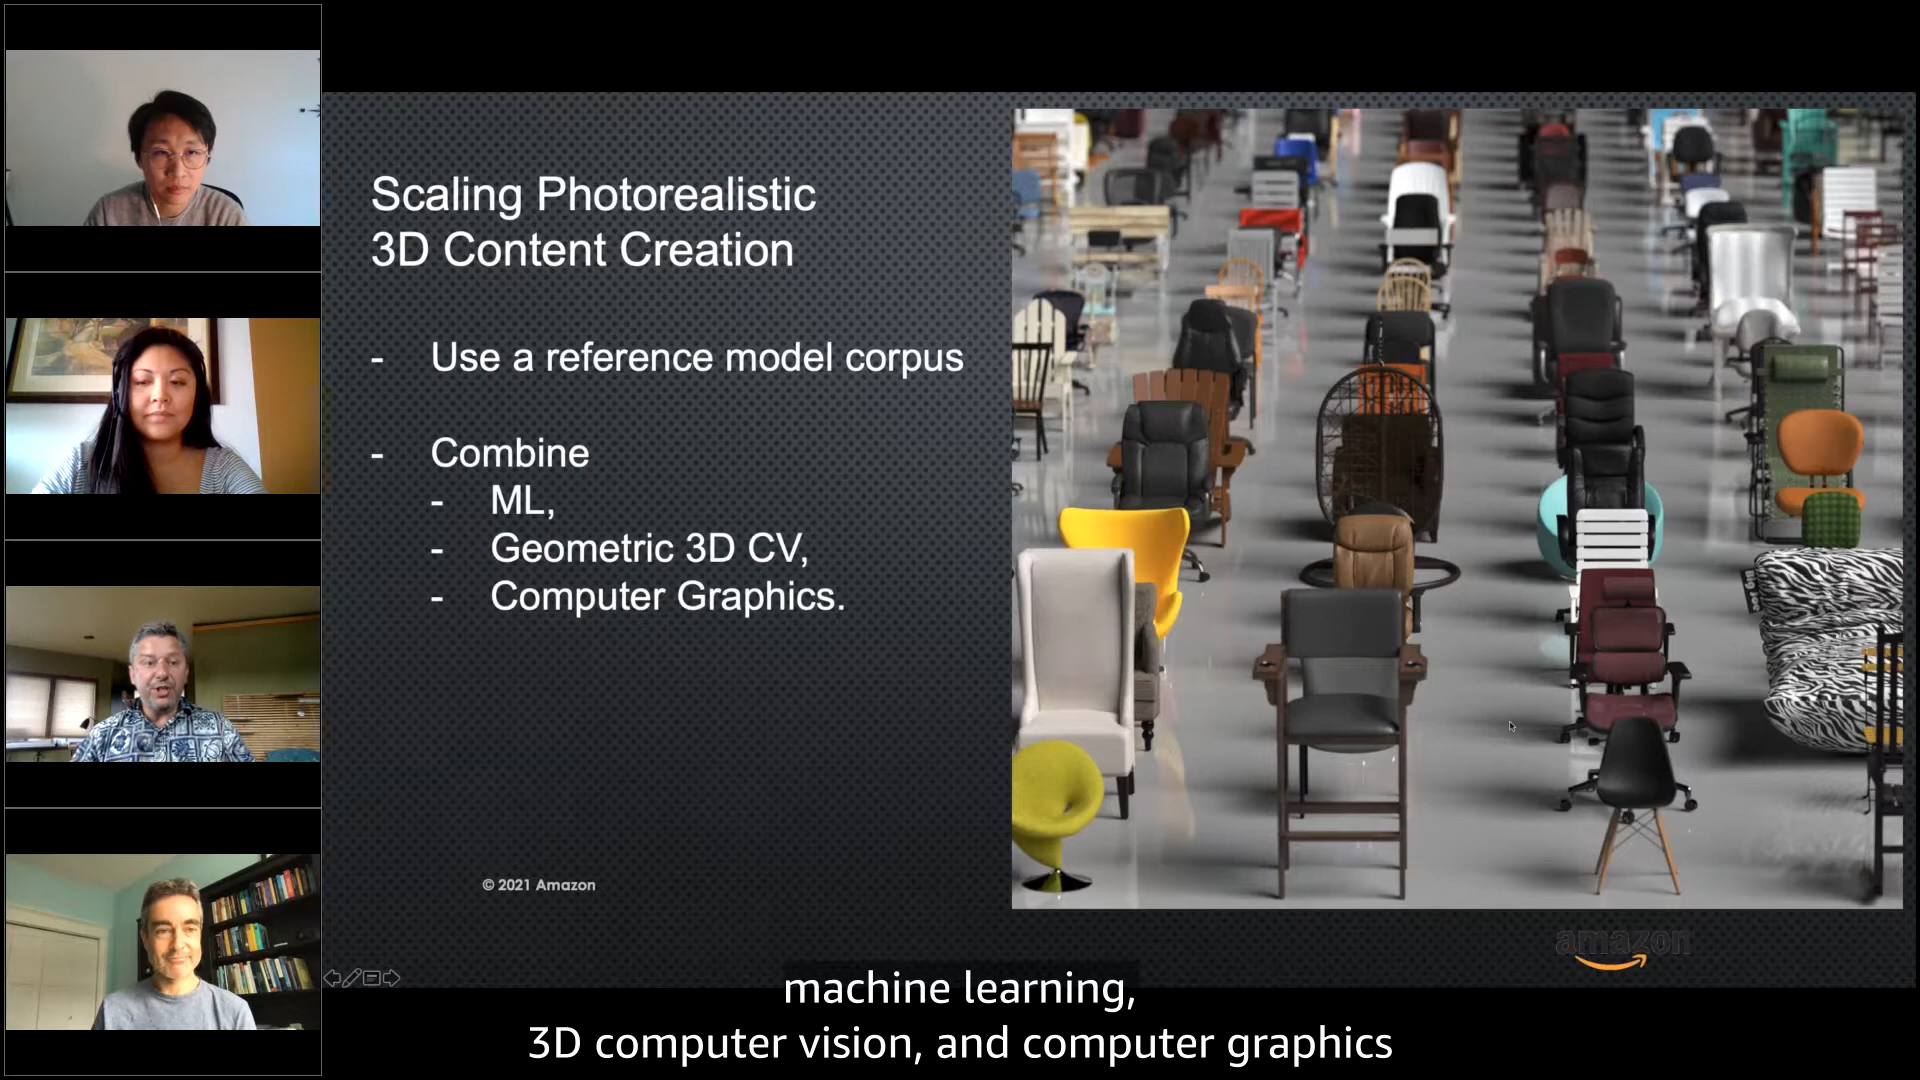 Scaling Photorealistic
3D Content Creation
- Use a reference model corpus
- Combine
- ML,
- Geometric 3D CV,
- Computer Graphics.
© 2021 Amazon
amazon
machine learning,
3D computer vision, and computer graphics